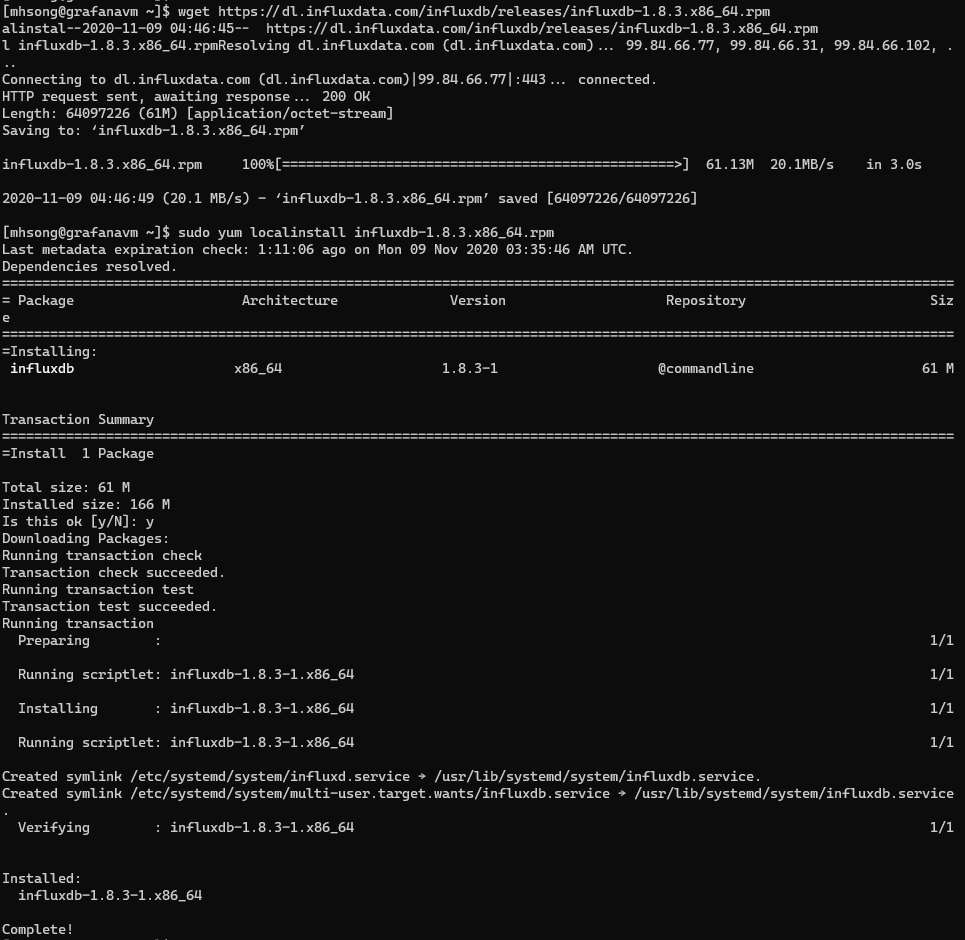 [mhsong@grafanavm ~]$ wget https://dl.influxdata.com/influxdb/releases/influxdb-1.8.3.x86_64.rpm
alinstal--2020-11-09 04:46:45--  https://dl.influxdata.com/influxdb/releases/influxdb-1.8.3.x86_64.rpm
l influxdb-1.8.3.x86_64.rpmResolving dl.influxdata.com (dl.influxdata.com)... 99.84.66.77, 99.84.66.31, 99.84.66.102, .
..
Connecting to dl.influxdata.com (dl.influxdata.com)|99.84.66.77|:443... connected.
HTTP request sent, awaiting response... 200 OK
Length: 64097226 (61M) [application/octet-stream]
Saving to: ‘influxdb-1.8.3.x86_64.rpm’

influxdb-1.8.3.x86_64.rpm     100%[=================================================>]  61.13M  20.1MB/s    in 3.0s

2020-11-09 04:46:49 (20.1 MB/s) - ‘influxdb-1.8.3.x86_64.rpm’ saved [64097226/64097226]

[mhsong@grafanavm ~]$ sudo yum localinstall influxdb-1.8.3.x86_64.rpm
Last metadata expiration check: 1:11:06 ago on Mon 09 Nov 2020 03:35:46 AM UTC.
Dependencies resolved.
=======================================================================================================================
= Package                     Architecture              Version                    Repository                       Siz
e
=======================================================================================================================
=Installing:
 influxdb                    x86_64                    1.8.3-1                    @commandline                     61 M

Transaction Summary
=======================================================================================================================
=Install  1 Package

Total size: 61 M
Installed size: 166 M
Is this ok [y/N]: y
Downloading Packages:
Running transaction check
Transaction check succeeded.
Running transaction test
Transaction test succeeded.
Running transaction
  Preparing        :                                                                                                1/1

  Running scriptlet: influxdb-1.8.3-1.x86_64                                                                        1/1

  Installing       : influxdb-1.8.3-1.x86_64                                                                        1/1

  Running scriptlet: influxdb-1.8.3-1.x86_64                                                                        1/1

Created symlink /etc/systemd/system/influxd.service → /usr/lib/systemd/system/influxdb.service.
Created symlink /etc/systemd/system/multi-user.target.wants/influxdb.service → /usr/lib/systemd/system/influxdb.service
.
  Verifying        : influxdb-1.8.3-1.x86_64                                                                        1/1

Installed:
  influxdb-1.8.3-1.x86_64

Complete!